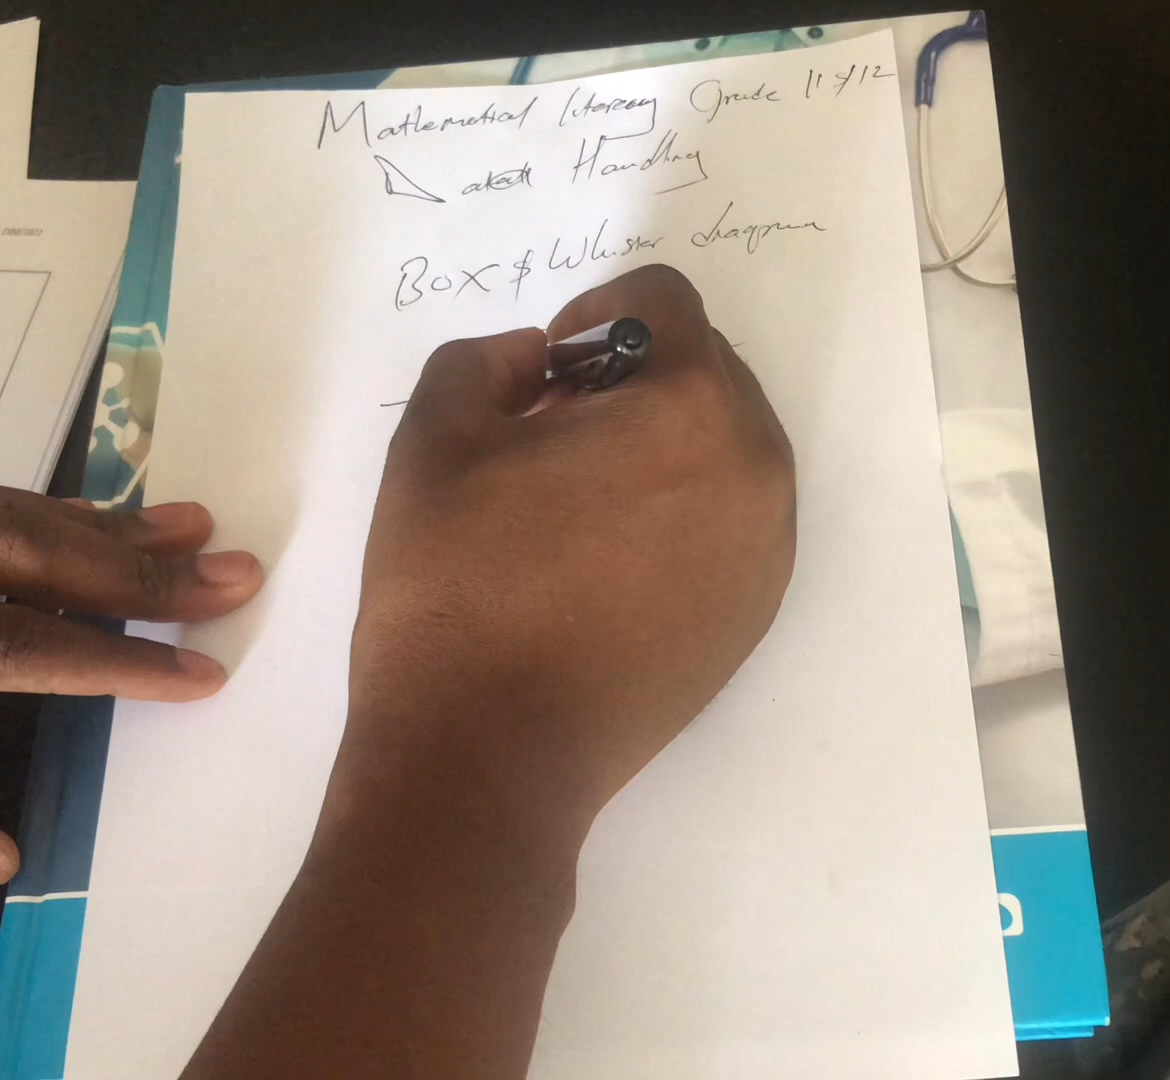 Mathematical literacy Grade 11 & 12
Data Handling
Box & Whisker diagram